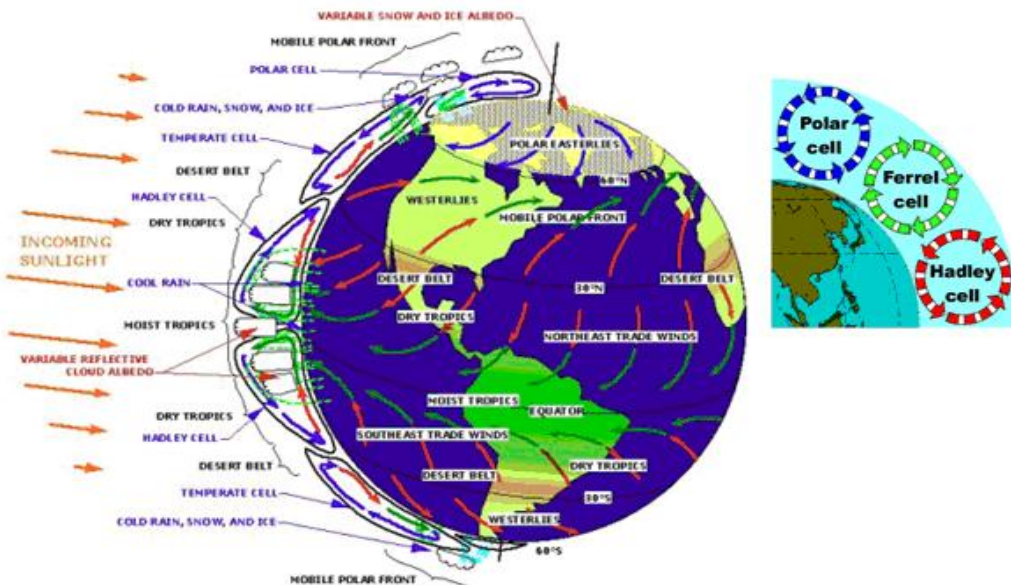 VARIABLE SNOW AND ICE ALBEDO
MOBILE POLAR FRONT
POLAR CELL
COLD RAIN, SNOW, AND ICE
TEMPERATE CELL
DESERT BELT
HADLEY CELL
DRY TROPICS
INCOMING
SUNLIGHT
COOL RAIN
MOIST TROPICS
VARIABLE REFLECTIVE
CLOUD ALBEDO
DRY TROPICS
HADLEY CELL
DESERT BELT
TEMPERATE CELL
COLD RAIN, SNOW, AND ICE
MOBILE POLAR FRONT
POLAR EASTERLIES
60°N
WESTERLIES
MOBILE POLAR FRONT
DESERT BELT
DESERT BELT
30°N
DRY TROPICS
NORTHEAST TRADE WINDS
MOIST TROPICS
EQUATOR
SOUTHEAST TRADE WINDS
DRY TROPICS
DESERT BELT
30°S
WESTERLIES
60°S
Polar
cell
Ferrel
cell
Hadley
cell